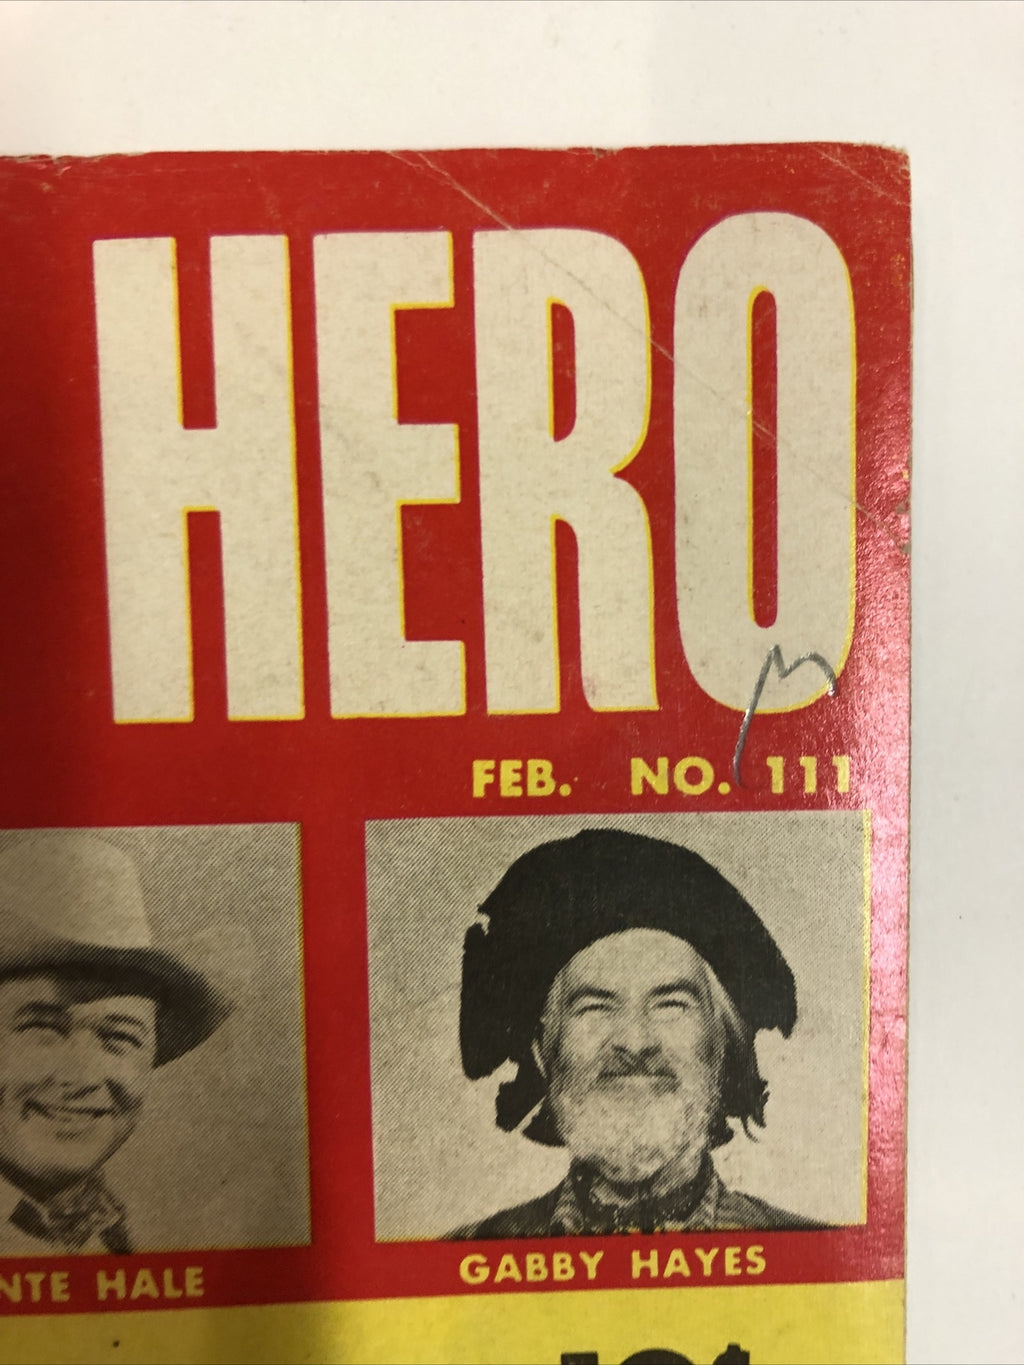 HERO
FEB. NO. 111
NTE HALE
GABBY HAYES